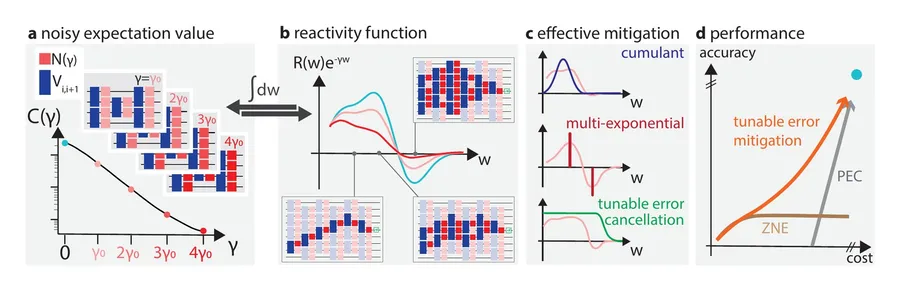 a noisy expectation value
N(γ)
V i,i+1
γ=γ₀
2γ₀
3γ₀
4γ₀
C(γ)
0
γ₀
2γ₀
3γ₀
4γ₀
γ
∫dw
b reactivity function
R(w)e^-γw
w
c effective mitigation
cumulant
w
multi-exponential
w
tunable error
cancellation
w
d performance
accuracy
tunable error
mitigation
PEC
ZNE
cost